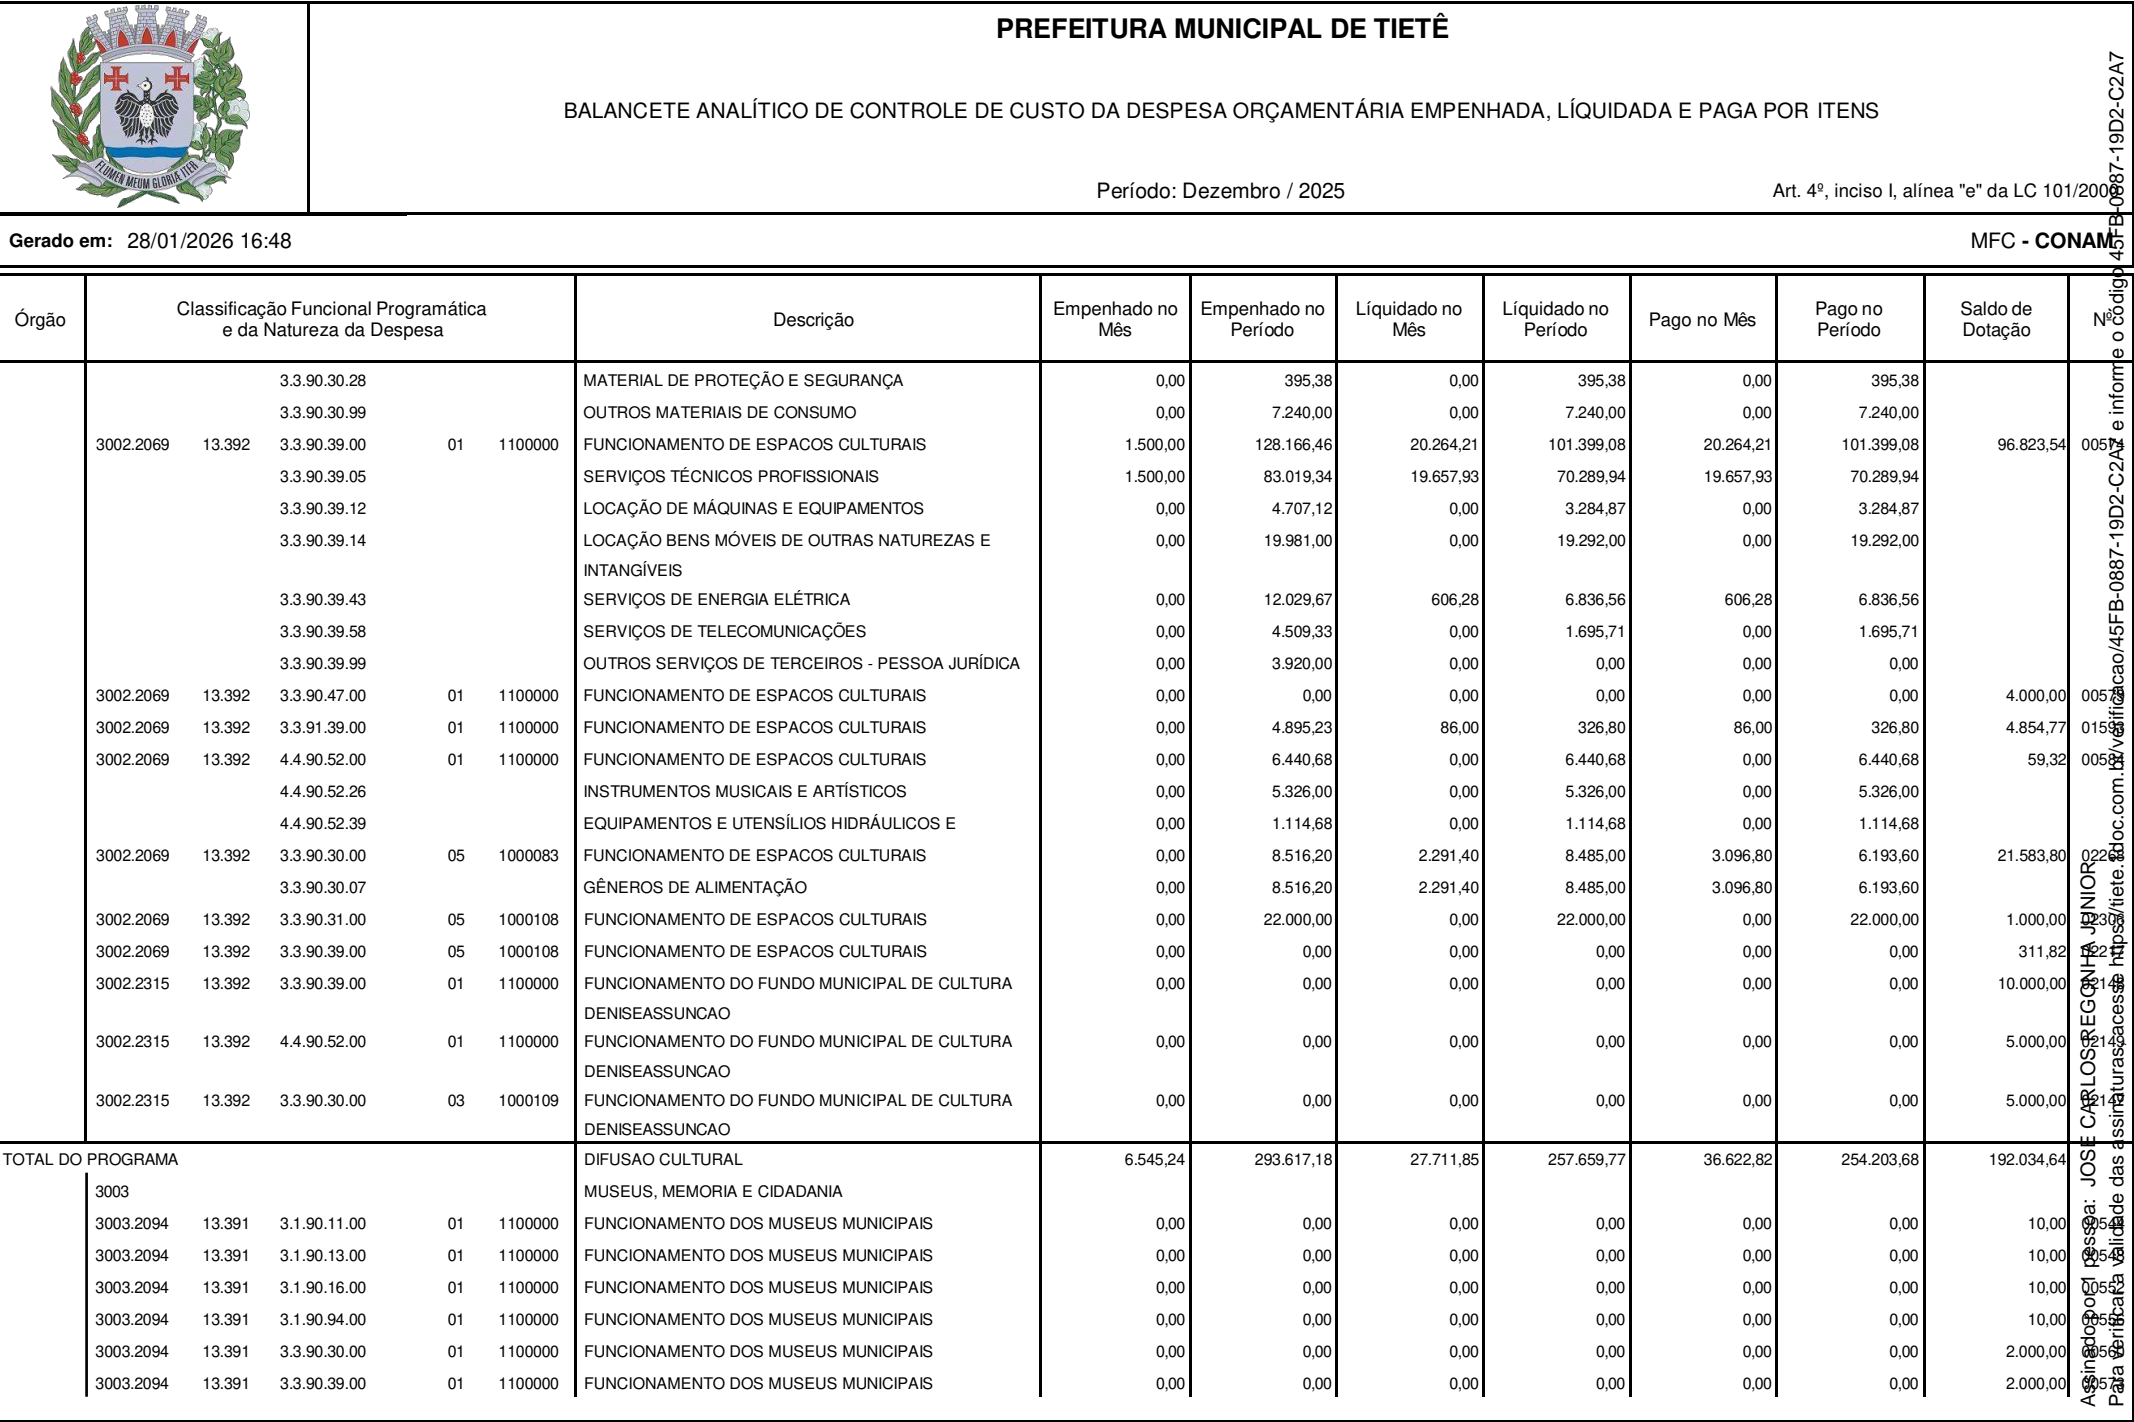 FLUMEN MEUM GLORIÆ ITER
PREFEITURA MUNICIPAL DE TIETÊ
BALANCETE ANALÍTICO DE CONTROLE DE CUSTO DA DESPESA ORÇAMENTÁRIA EMPENHADA, LÍQUIDADA E PAGA POR ITENS
Período: Dezembro / 2025 Art. 4º, inciso I, alínea "e" da LC 101/2000
Gerado em: 28/01/2026 16:48 MFC - CONAM
Órgão Classificação Funcional Programática e da Natureza da Despesa Descrição Empenhado no Mês Empenhado no Período Líquidado no Mês Líquidado no Período Pago no Mês Pago no Período Saldo de Dotação Nº
3.3.90.30.28 MATERIAL DE PROTEÇÃO E SEGURANÇA 0,00 395,38 0,00 395,38 0,00 395,38
3.3.90.30.99 OUTROS MATERIAIS DE CONSUMO 0,00 7.240,00 0,00 7.240,00 0,00 7.240,00
3002.2069 13.392 3.3.90.39.00 01 1100000 FUNCIONAMENTO DE ESPACOS CULTURAIS 1.500,00 128.166,46 20.264,21 101.399,08 20.264,21 101.399,08 96.823,54 00574
3.3.90.39.05 SERVIÇOS TÉCNICOS PROFISSIONAIS 1.500,00 83.019,34 19.657,93 70.289,94 19.657,93 70.289,94
3.3.90.39.12 LOCAÇÃO DE MÁQUINAS E EQUIPAMENTOS 0,00 4.707,12 0,00 3.284,87 0,00 3.284,87
3.3.90.39.14 LOCAÇÃO BENS MÓVEIS DE OUTRAS NATUREZAS E 0,00 19.981,00 0,00 19.292,00 0,00 19.292,00
INTANGÍVEIS
3.3.90.39.43 SERVIÇOS DE ENERGIA ELÉTRICA 0,00 12.029,67 606,28 6.836,56 606,28 6.836,56
3.3.90.39.58 SERVIÇOS DE TELECOMUNICAÇÕES 0,00 4.509,33 0,00 1.695,71 0,00 1.695,71
3.3.90.39.99 OUTROS SERVIÇOS DE TERCEIROS - PESSOA JURÍDICA 0,00 3.920,00 0,00 0,00 0,00 0,00
3002.2069 13.392 3.3.90.47.00 01 1100000 FUNCIONAMENTO DE ESPACOS CULTURAIS 0,00 0,00 0,00 0,00 0,00 0,00 4.000,00
3002.2069 13.392 3.3.91.39.00 01 1100000 FUNCIONAMENTO DE ESPACOS CULTURAIS 0,00 4.895,23 86,00 326,80 86,00 326,80 4.854,77
3002.2069 13.392 4.4.90.52.00 01 1100000 FUNCIONAMENTO DE ESPACOS CULTURAIS 0,00 6.440,68 0,00 6.440,68 0,00 6.440,68 59,32
4.4.90.52.26 INSTRUMENTOS MUSICAIS E ARTÍSTICOS 0,00 5.326,00 0,00 5.326,00 0,00 5.326,00
4.4.90.52.39 EQUIPAMENTOS E UTENSÍLIOS HIDRÁULICOS E 0,00 1.114,68 0,00 1.114,68 0,00 1.114,68
3002.2069 13.392 3.3.90.30.00 05 1000083 FUNCIONAMENTO DE ESPACOS CULTURAIS 0,00 8.516,20 2.291,40 8.485,00 3.096,80 6.193,60 21.583,80
3.3.90.30.07 GÊNEROS DE ALIMENTAÇÃO 0,00 8.516,20 2.291,40 8.485,00 3.096,80 6.193,60
3002.2069 13.392 3.3.90.31.00 05 1000108 FUNCIONAMENTO DE ESPACOS CULTURAIS 0,00 22.000,00 0,00 22.000,00 0,00 22.000,00 1.000,00
3002.2069 13.392 3.3.90.39.00 05 1000108 FUNCIONAMENTO DE ESPACOS CULTURAIS 0,00 0,00 0,00 0,00 0,00 0,00 311,82
3002.2315 13.392 3.3.90.39.00 01 1100000 FUNCIONAMENTO DO FUNDO MUNICIPAL DE CULTURA 0,00 0,00 0,00 0,00 0,00 0,00 10.000,00
DENISEASSUNCAO
3002.2315 13.392 4.4.90.52.00 01 1100000 FUNCIONAMENTO DO FUNDO MUNICIPAL DE CULTURA 0,00 0,00 0,00 0,00 0,00 0,00 5.000,00 02149
DENISEASSUNCAO
3002.2315 13.392 3.3.90.30.00 03 1000109 FUNCIONAMENTO DO FUNDO MUNICIPAL DE CULTURA 0,00 0,00 0,00 0,00 0,00 0,00 5.000,00
DENISEASSUNCAO
TOTAL DO PROGRAMA DIFUSAO CULTURAL 6.545,24 293.617,18 27.711,85 257.659,77 36.622,82 254.203,68 192.034,64
3003 MUSEUS, MEMORIA E CIDADANIA
3003.2094 13.391 3.1.90.11.00 01 1100000 FUNCIONAMENTO DOS MUSEUS MUNICIPAIS 0,00 0,00 0,00 0,00 0,00 0,00 10,00
3003.2094 13.391 3.1.90.13.00 01 1100000 FUNCIONAMENTO DOS MUSEUS MUNICIPAIS 0,00 0,00 0,00 0,00 0,00 0,00 10,00
3003.2094 13.391 3.1.90.16.00 01 1100000 FUNCIONAMENTO DOS MUSEUS MUNICIPAIS 0,00 0,00 0,00 0,00 0,00 0,00 10,00
3003.2094 13.391 3.1.90.94.00 01 1100000 FUNCIONAMENTO DOS MUSEUS MUNICIPAIS 0,00 0,00 0,00 0,00 0,00 0,00 10,00
3003.2094 13.391 3.3.90.30.00 01 1100000 FUNCIONAMENTO DOS MUSEUS MUNICIPAIS 0,00 0,00 0,00 0,00 0,00 0,00 2.000,00
3003.2094 13.391 3.3.90.39.00 01 1100000 FUNCIONAMENTO DOS MUSEUS MUNICIPAIS 0,00 0,00 0,00 0,00 0,00 0,00 2.000,00
Assinado por 1 pessoa: JOSE CARLOS REGONHA JUNIOR
Para verificar a validade das assinaturas, acesse https://tiete.1doc.com.br/verificacao/45FB-0887-19D2-C2A7 e informe o código 45FB-0887-19D2-C2A7